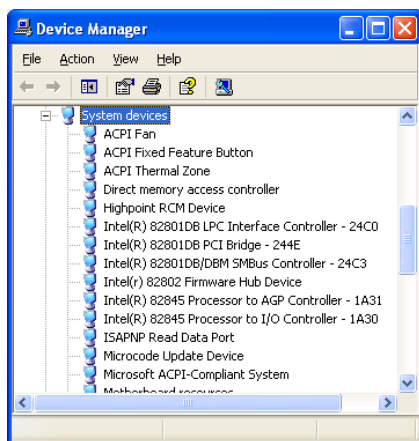 Device Manager
File Action View Help
System devices
ACPI Fan
ACPI Fixed Feature Button
ACPI Thermal Zone
Direct memory access controller
Highpoint RCM Device
Intel(R) 82801DB LPC Interface Controller - 24C0
Intel(R) 82801DB PCI Bridge - 244E
Intel(R) 82801DB/DBM SMBus Controller - 24C3
Intel(r) 82802 Firmware Hub Device
Intel(R) 82845 Processor to AGP Controller - 1A31
Intel(R) 82845 Processor to I/O Controller - 1A30
ISAPNP Read Data Port
Microcode Update Device
Microsoft ACPI-Compliant System
Motherboard resources